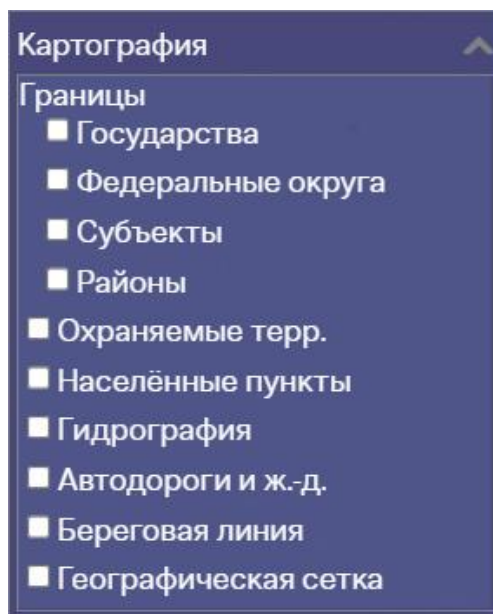 Картография
Границы
Государства
Федеральные округа
Субъекты
Районы
Охраняемые терр.
Населённые пункты
Гидрография
Автодороги и ж.-д.
Береговая линия
Географическая сетка